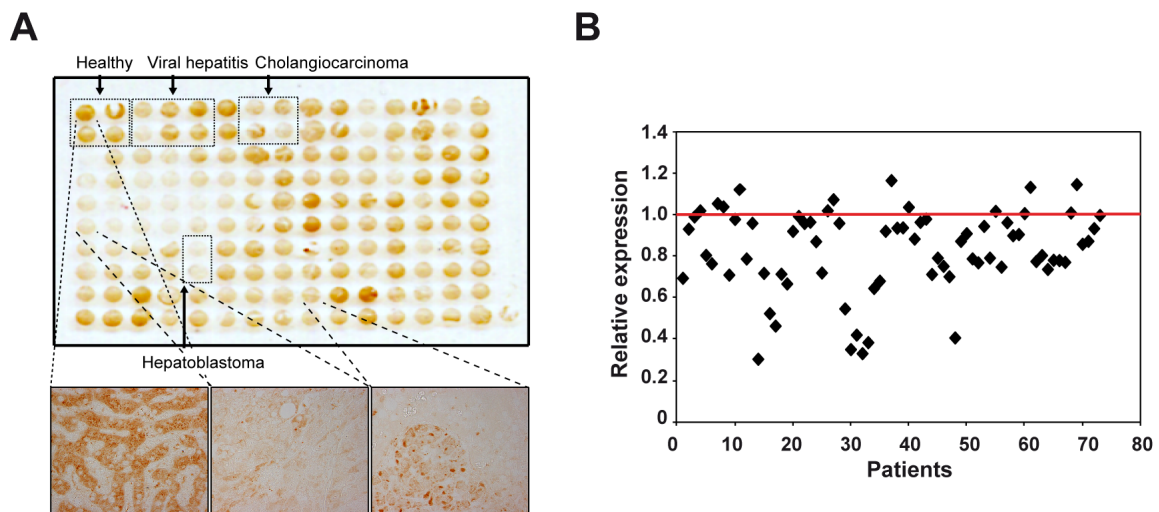 A
B
Healthy
Viral hepatitis
Cholangiocarcinoma
Hepatoblastoma
Relative expression
1.4
1.2
1.0
0.8
0.6
0.4
0.2
0
0 10 20 30 40 50 60 70 80
Patients